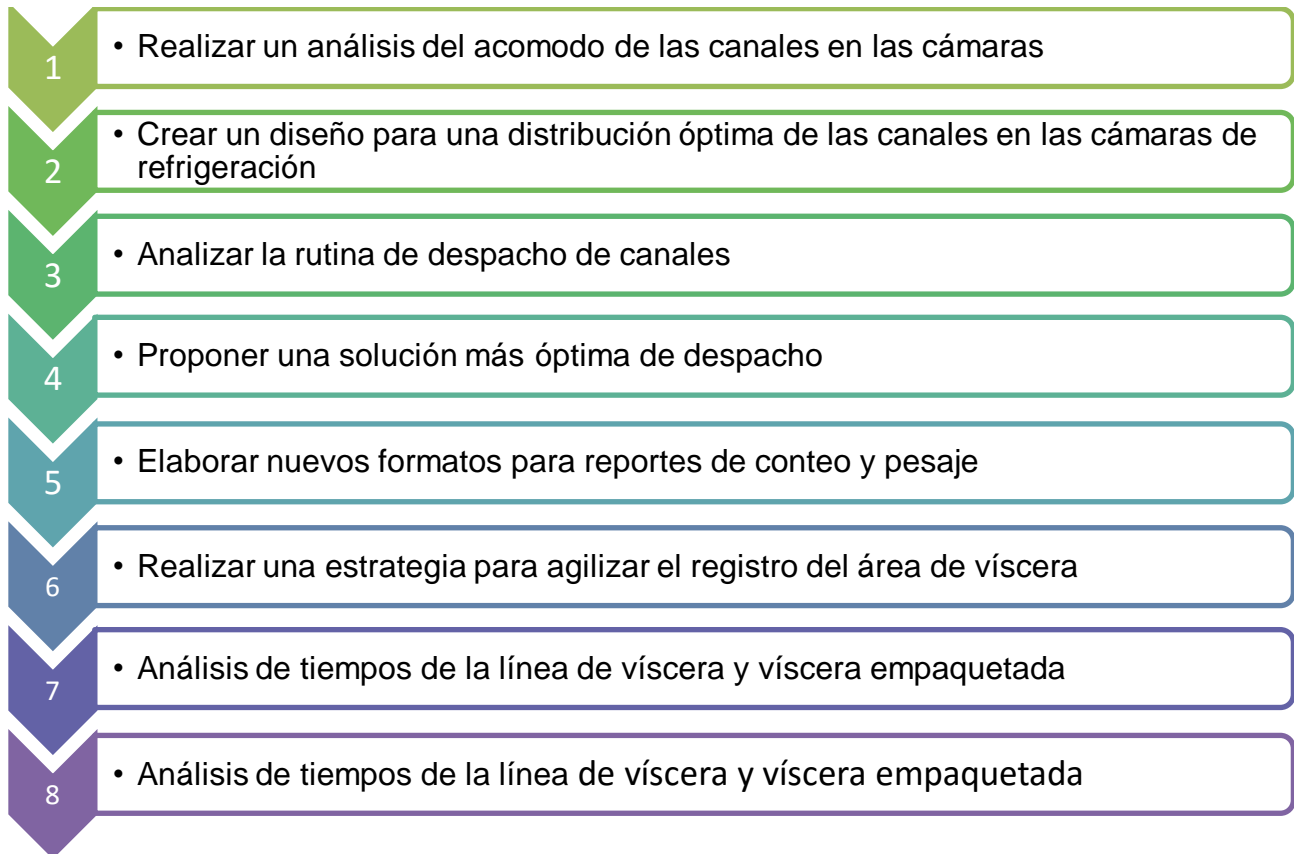 1
• Realizar un análisis del acomodo de las canales en las cámaras
2
• Crear un diseño para una distribución óptima de las canales en las cámaras de
refrigeración
3
• Analizar la rutina de despacho de canales
4
• Proponer una solución más óptima de despacho
5
• Elaborar nuevos formatos para reportes de conteo y pesaje
6
• Realizar una estrategia para agilizar el registro del área de víscera
7
• Análisis de tiempos de la línea de víscera y víscera empaquetada
8
• Análisis de tiempos de la línea de víscera y víscera empaquetada